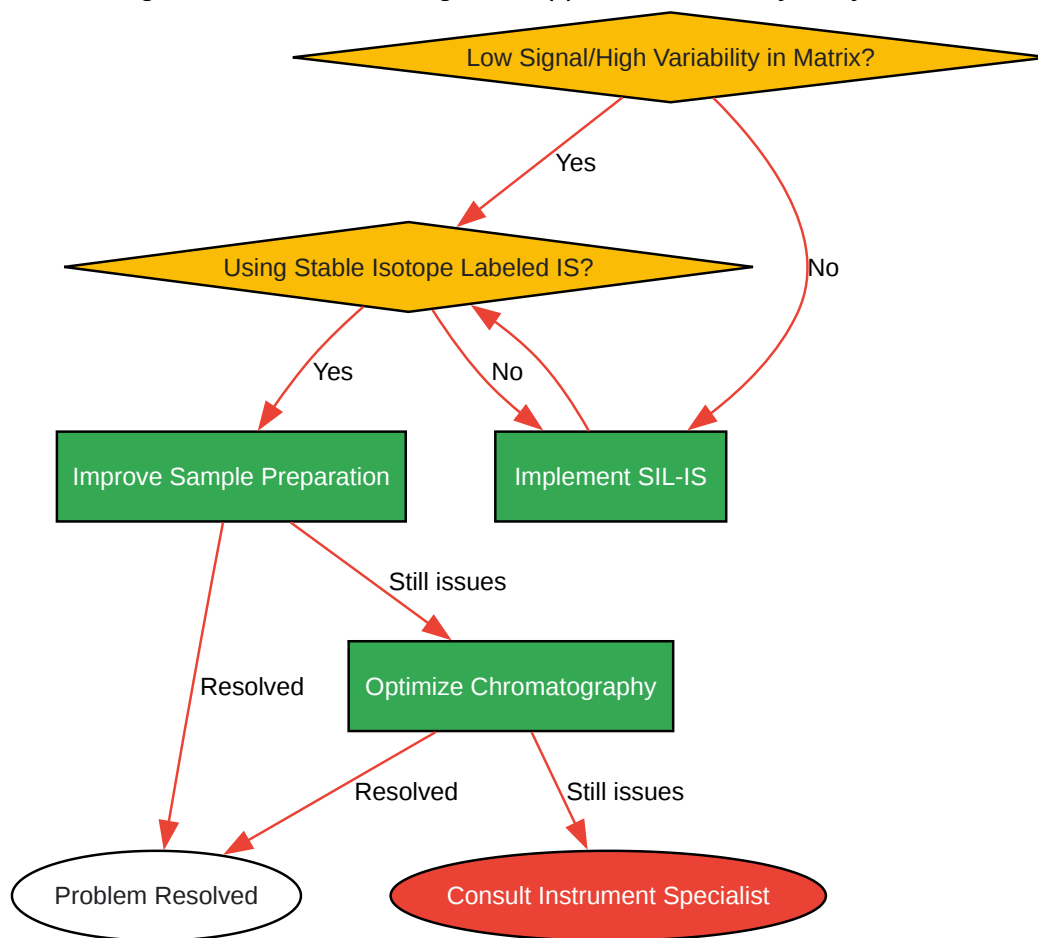 Low Signal/High Variability in Matrix?
Yes
No
Using Stable Isotope Labeled IS?
Yes
No
Improve Sample Preparation
Implement SIL-IS
Still issues
Resolved
Optimize Chromatography
Resolved
Still issues
Problem Resolved
Consult Instrument Specialist